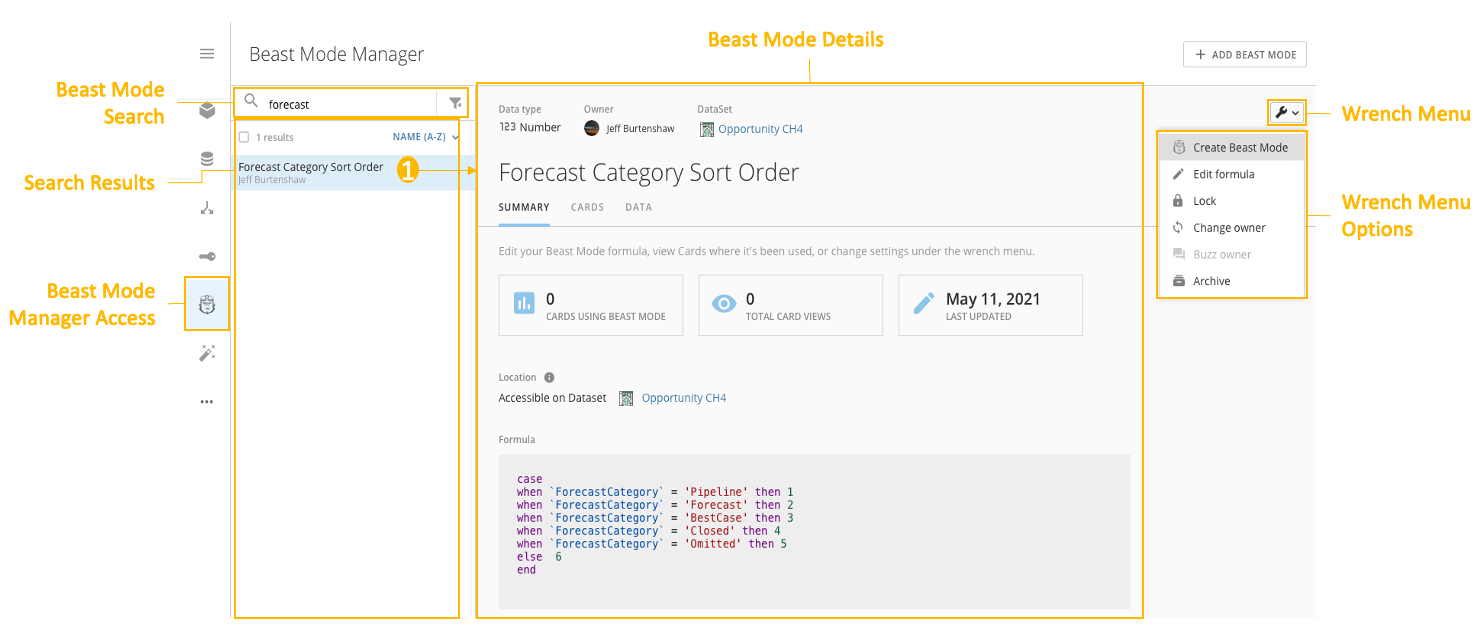 Beast Mode Details
Beast Mode Manager
ADD BEAST MODE
Beast Mode
Search
forecast
1 results
NAME (A-Z)
Search Results
Forecast Category Sort Order
Jeff Burtenshaw
1
Beast Mode
Manager Access
Data type
123 Number
Owner
Jeff Burtenshaw
DataSet
Opportunity CH4
Forecast Category Sort Order
SUMMARY CARDS DATA
Edit your Beast Mode formula, view Cards where it's been used, or change settings under the wrench menu.
0
CARDS USING BEAST MODE
0
TOTAL CARD VIEWS
May 11, 2021
LAST UPDATED
Location
Accessible on Dataset Opportunity CH4
Formula
case
when `ForecastCategory` = 'Pipeline' then 1
when `ForecastCategory` = 'Forecast' then 2
when `ForecastCategory` = 'BestCase' then 3
when `ForecastCategory` = 'Closed' then 4
when `ForecastCategory` = 'Omitted' then 5
else 6
end
Wrench Menu
Create Beast Mode
Edit formula
Lock
Change owner
Buzz owner
Archive
Wrench Menu
Options